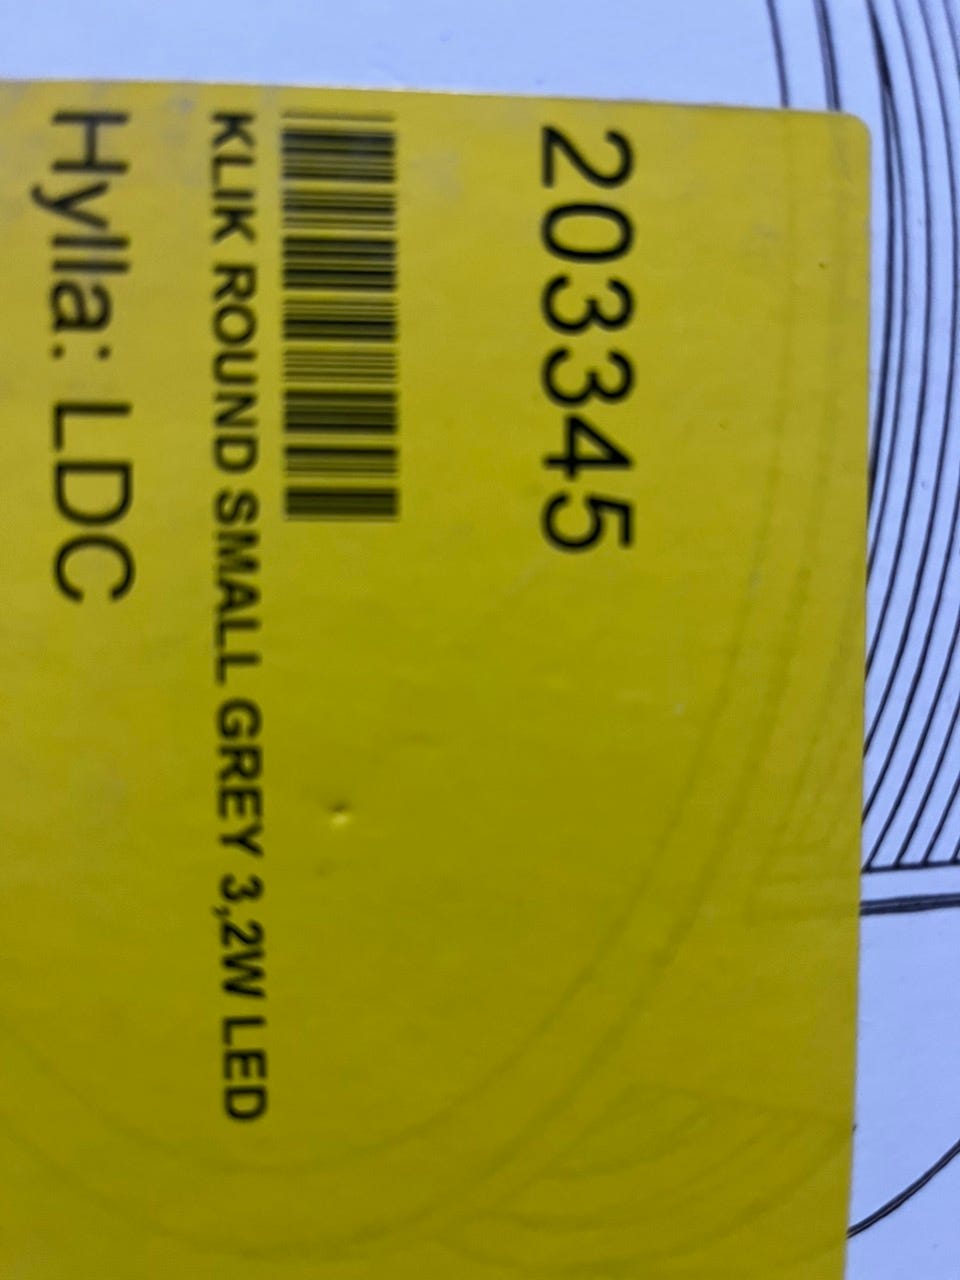 203345
KLIK ROUND SMALL GREY 3,2W LED
Hylla: LDC